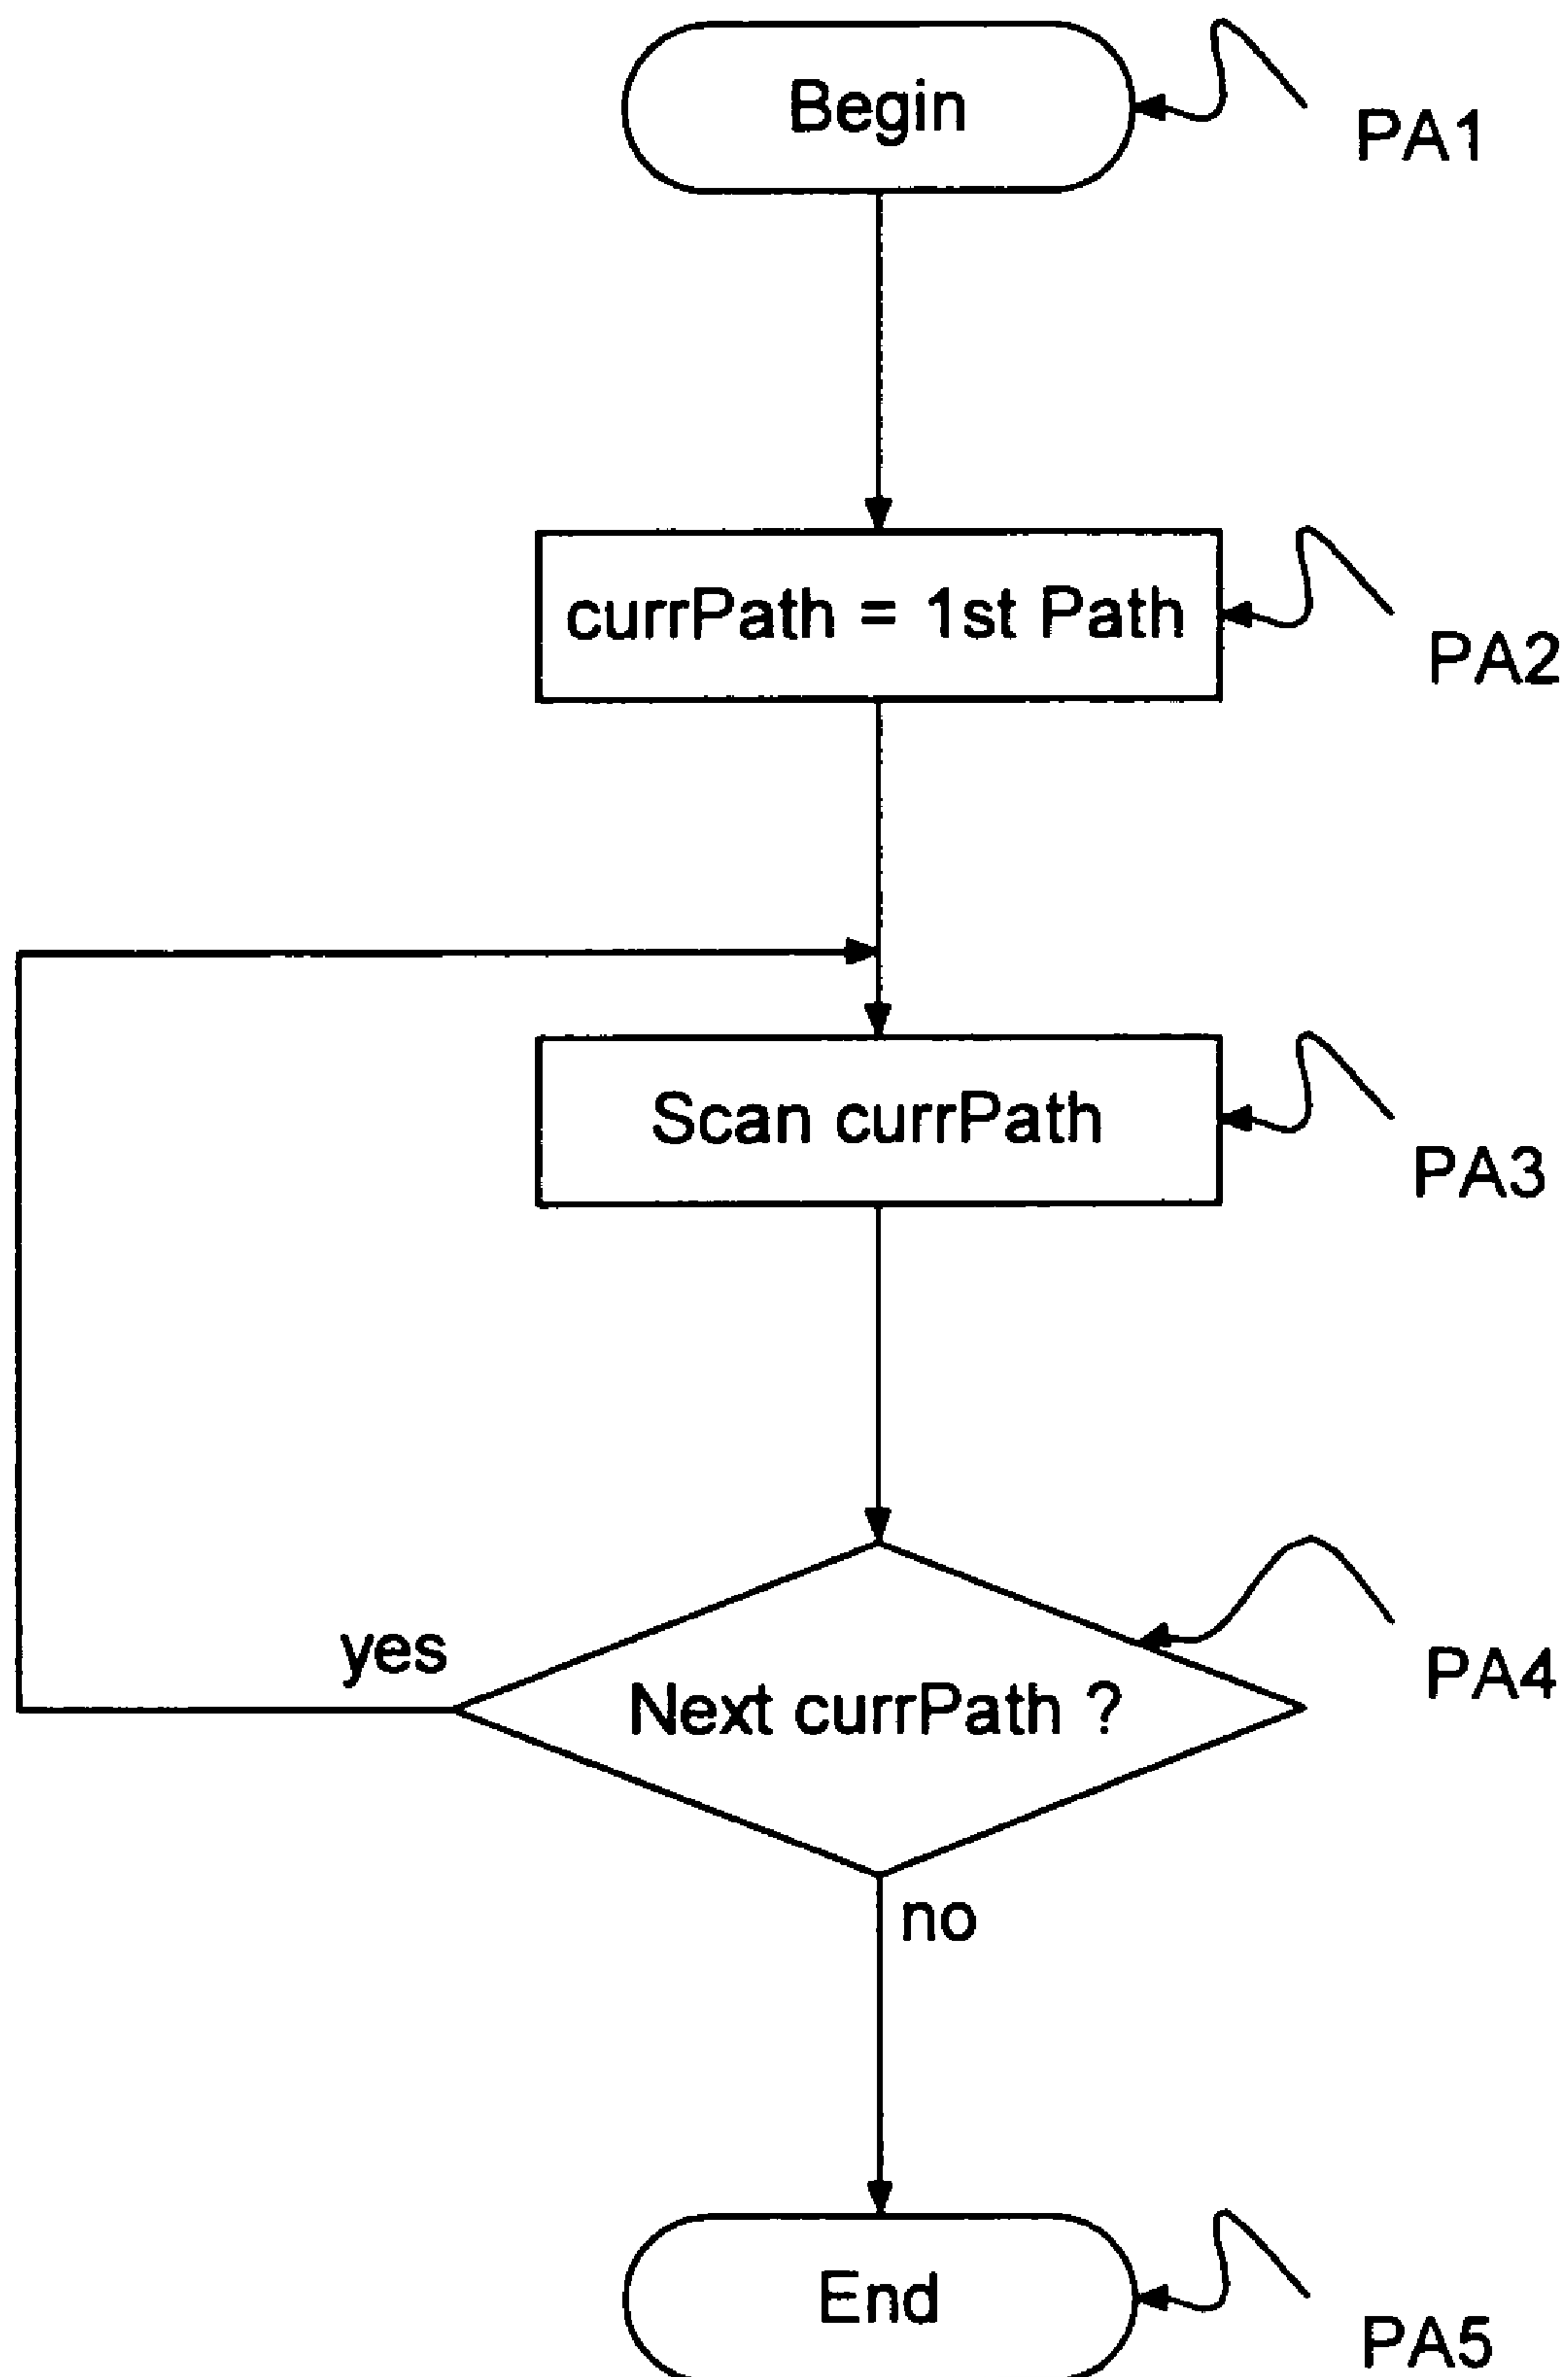 Begin
PA1
currPath = 1st Path
PA2
Scan currPath
PA3
yes
Next currPath ?
PA4
no
End
PA5